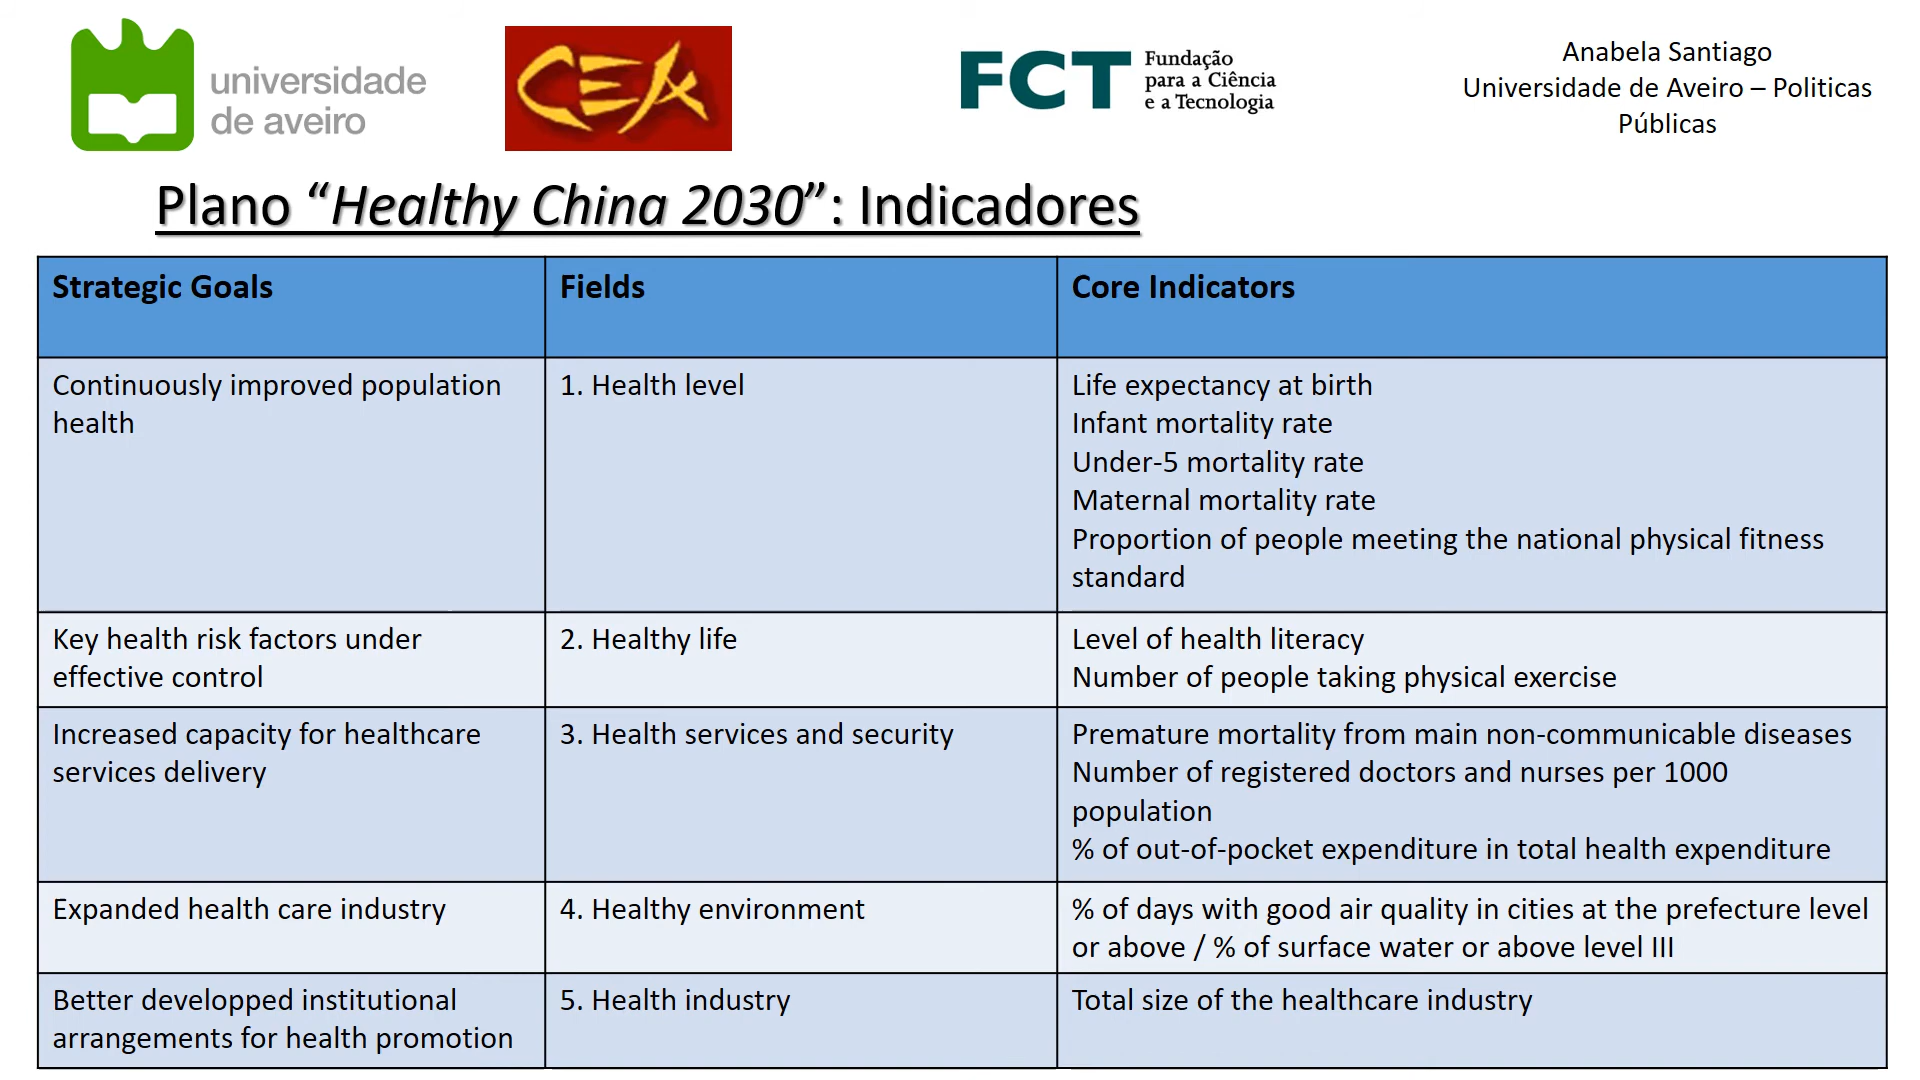 universidade
de aveiro
CEA
FCT
Fundação
para a Ciência
e a Tecnologia
Anabela Santiago
Universidade de Aveiro – Politicas
Públicas
Plano “Healthy China 2030”: Indicadores
Strategic Goals
Fields
Core Indicators
Continuously improved population
health
1. Health level
Life expectancy at birth
Infant mortality rate
Under-5 mortality rate
Maternal mortality rate
Proportion of people meeting the national physical fitness
standard
Key health risk factors under
effective control
2. Healthy life
Level of health literacy
Number of people taking physical exercise
Increased capacity for healthcare
services delivery
3. Health services and security
Premature mortality from main non-communicable diseases
Number of registered doctors and nurses per 1000
population
% of out-of-pocket expenditure in total health expenditure
Expanded health care industry
4. Healthy environment
% of days with good air quality in cities at the prefecture level
or above / % of surface water or above level III
Better developped institutional
arrangements for health promotion
5. Health industry
Total size of the healthcare industry